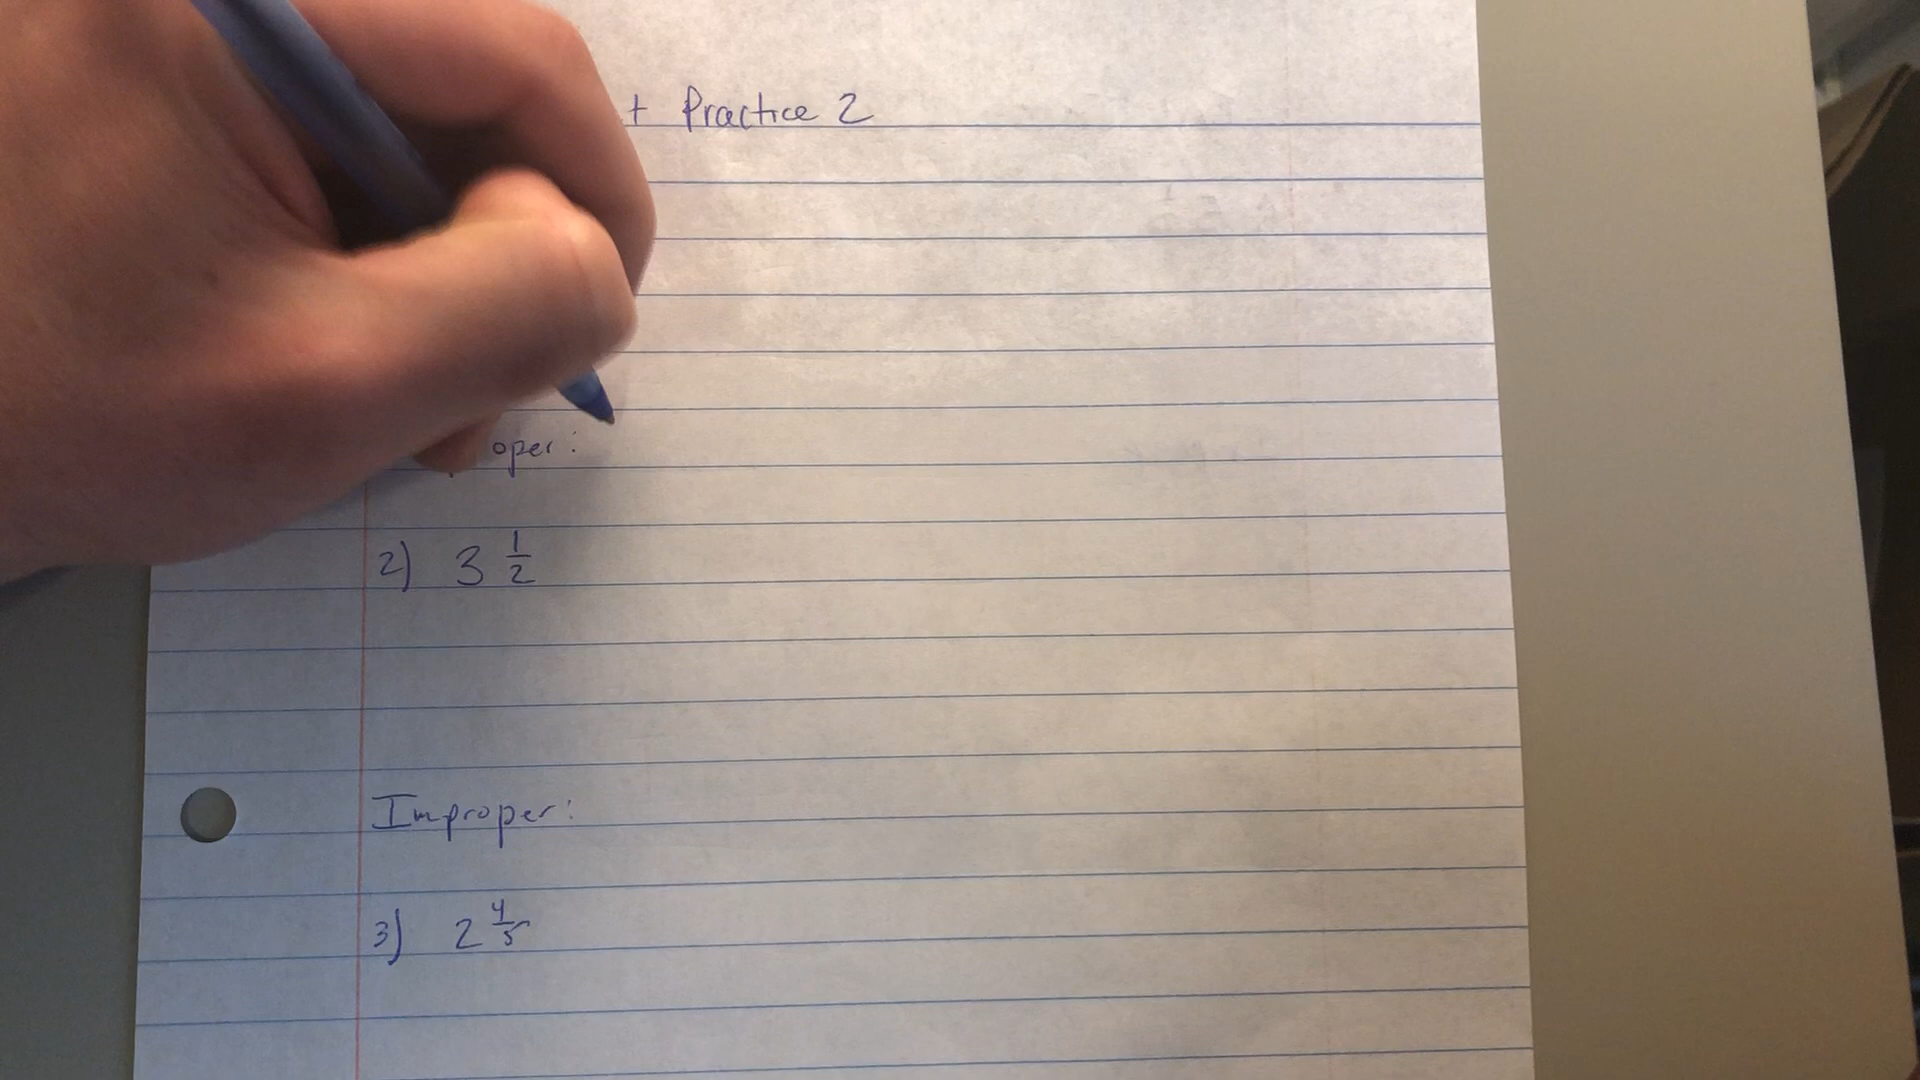 + Practice 2
oper:
2) 3 1/2
Improper:
3) 2 4/5